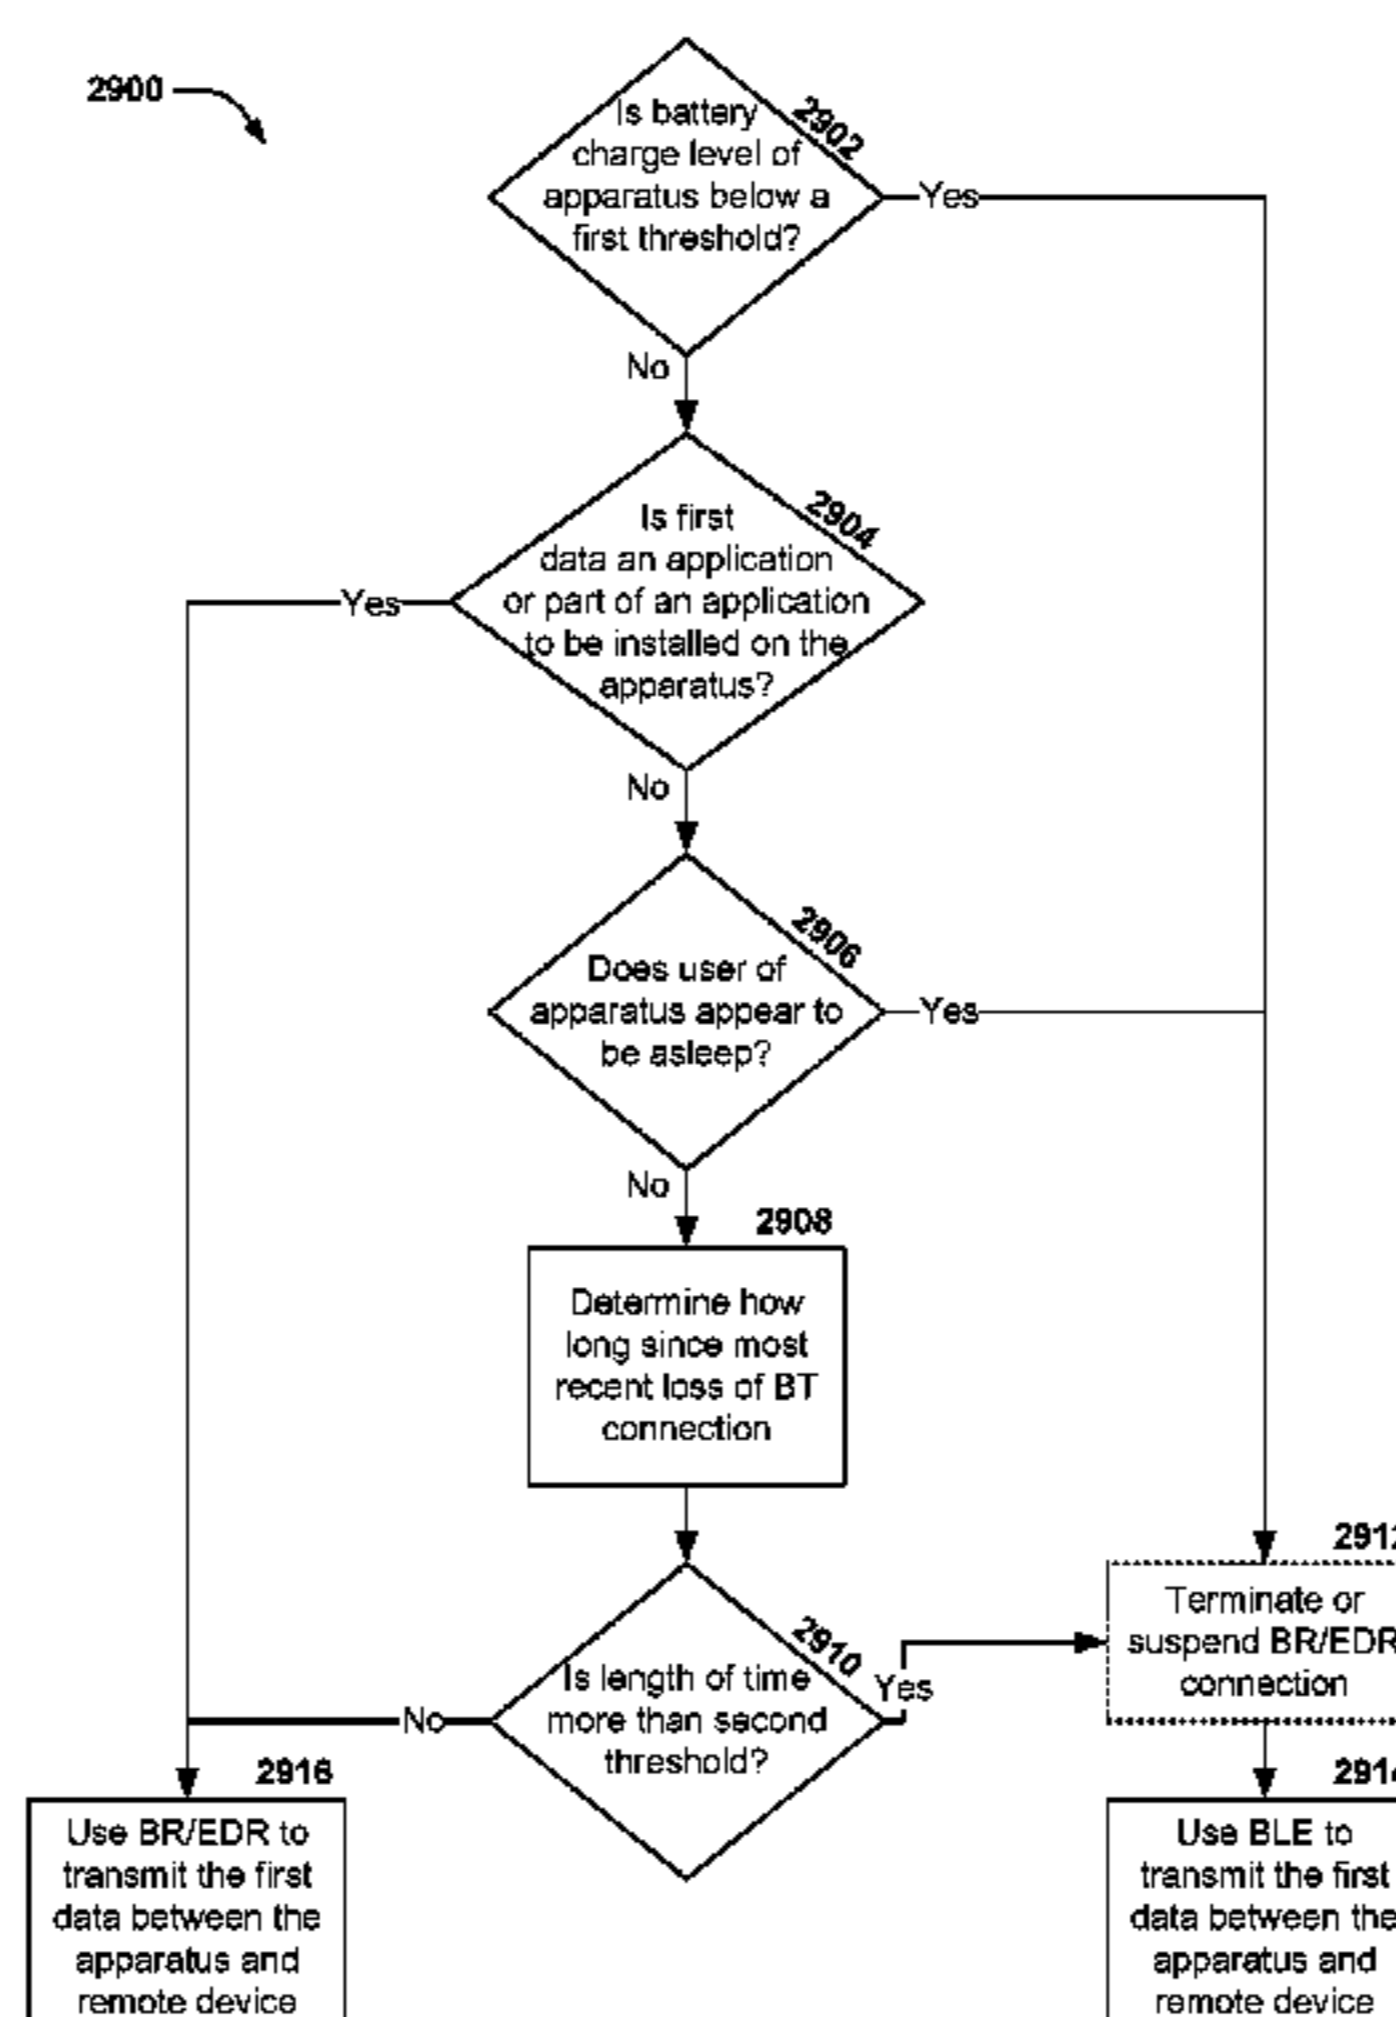 2900
Is battery
charge level of
apparatus below a
first threshold?
2902
Yes
No
Is first
data an application
or part of an application
to be installed on the
apparatus?
2904
Yes
No
Does user of
apparatus appear to
be asleep?
2906
Yes
No
2908
Determine how
long since most
recent loss of BT
connection
Is length of time
more than second
threshold?
2910
Yes
No
2912
Terminate or
suspend BR/EDR
connection
2916
Use BR/EDR to
transmit the first
data between the
apparatus and
remote device
2914
Use BLE to
transmit the first
data between the
apparatus and
remote device